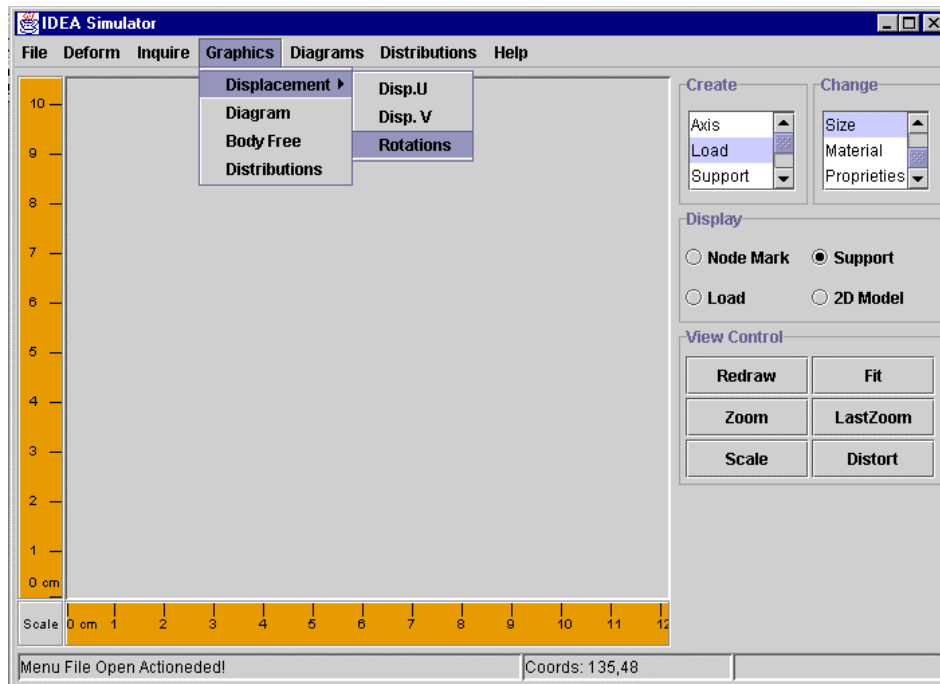 IDEA Simulator
File Deform Inquire Graphics Diagrams Distributions Help
Displacement
Diagram
Body Free
Distributions
Disp.U
Disp. V
Rotations
10
9
8
7
6
5
4
3
2
1
0 cm
Scale
0 cm 1 2 3 4 5 6 7 8 9 10 11 12
Create
Axis
Load
Support
Change
Size
Material
Proprieties
Display
Node Mark Support
Load 2D Model
View Control
Redraw Fit
Zoom LastZoom
Scale Distort
Menu File Open Actioneded!
Coords: 135,48